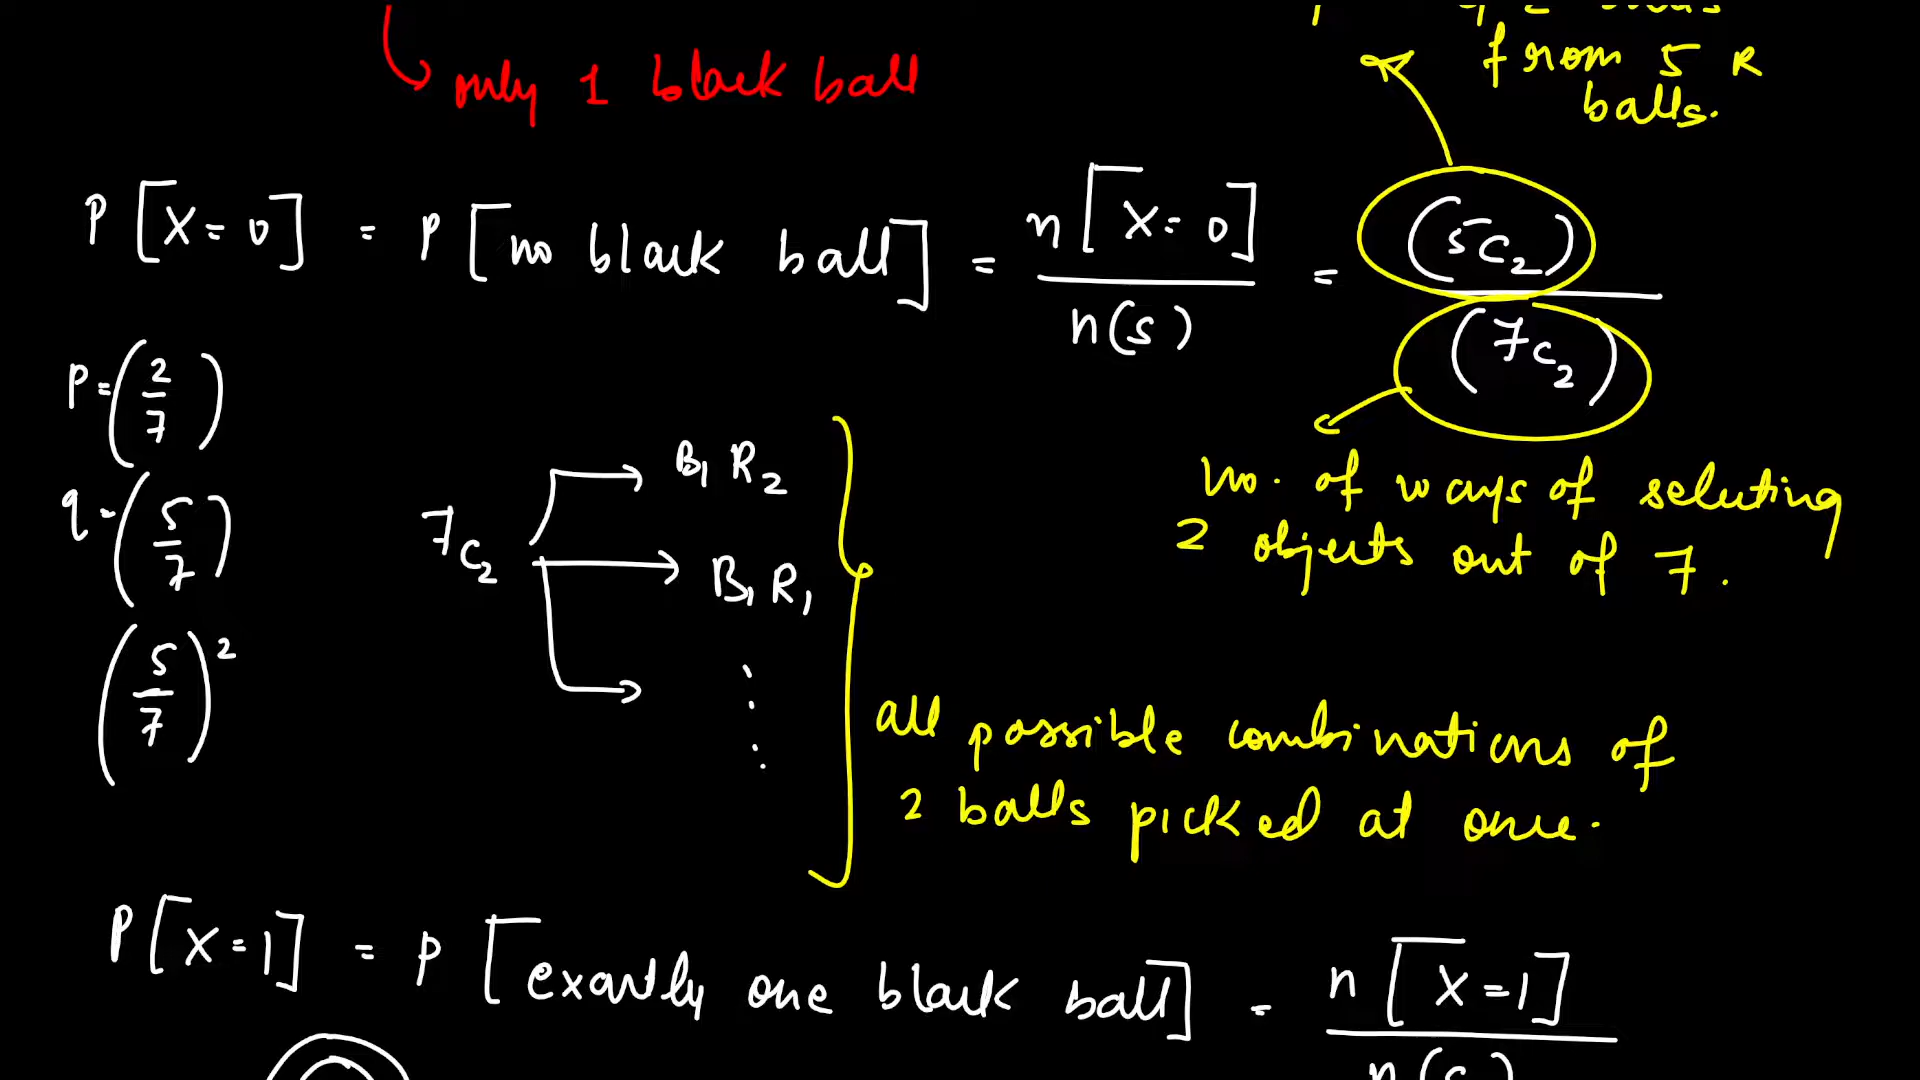 from 5 R
balls.
only 1 black ball
P [X=0] = P [no black ball] = n[X=0] / n(s) = (5C₂) / (7C₂)
P = (2/7)
q = (5/7)
(5/7)²
7C₂
B₁ R₂
B₁ R₁
no. of ways of selecting
2 objects out of 7.
all possible combinations of
2 balls picked at once.
P[X=1] = P [exactly one black ball] = n[X=1] / n(s)